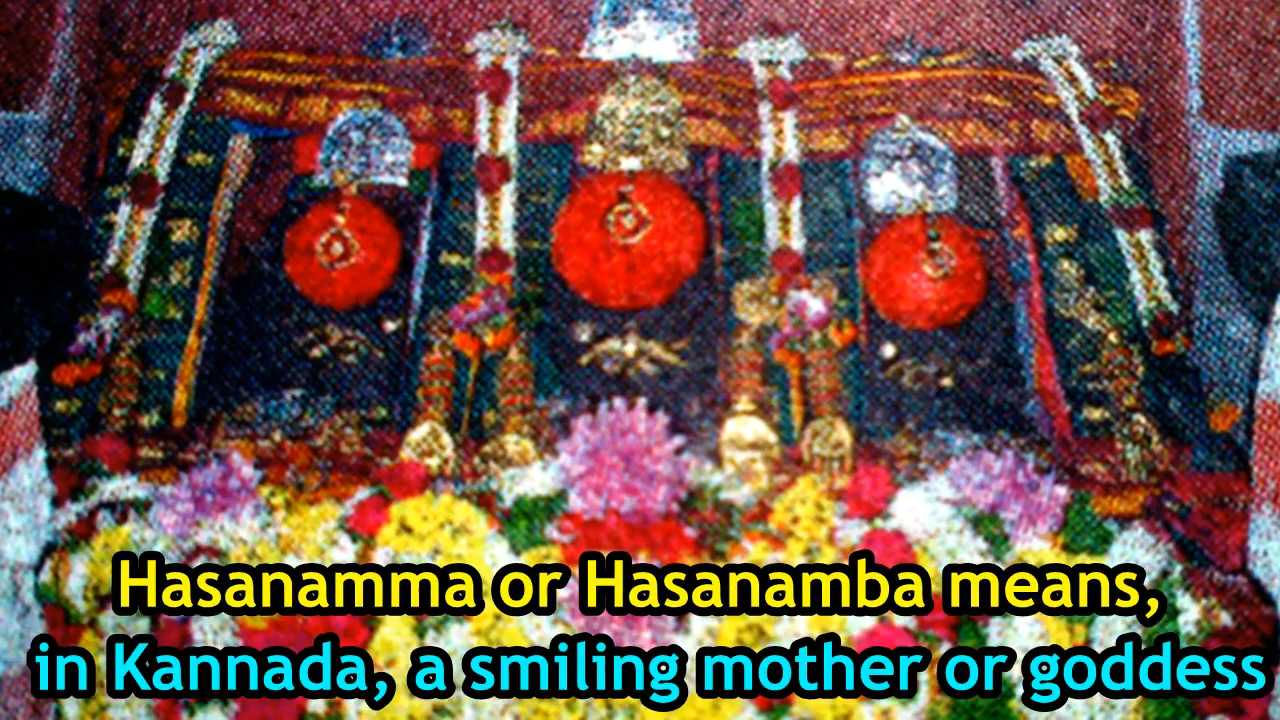 Hasanamma or Hasanamba means,
in Kannada, a smiling mother or goddess